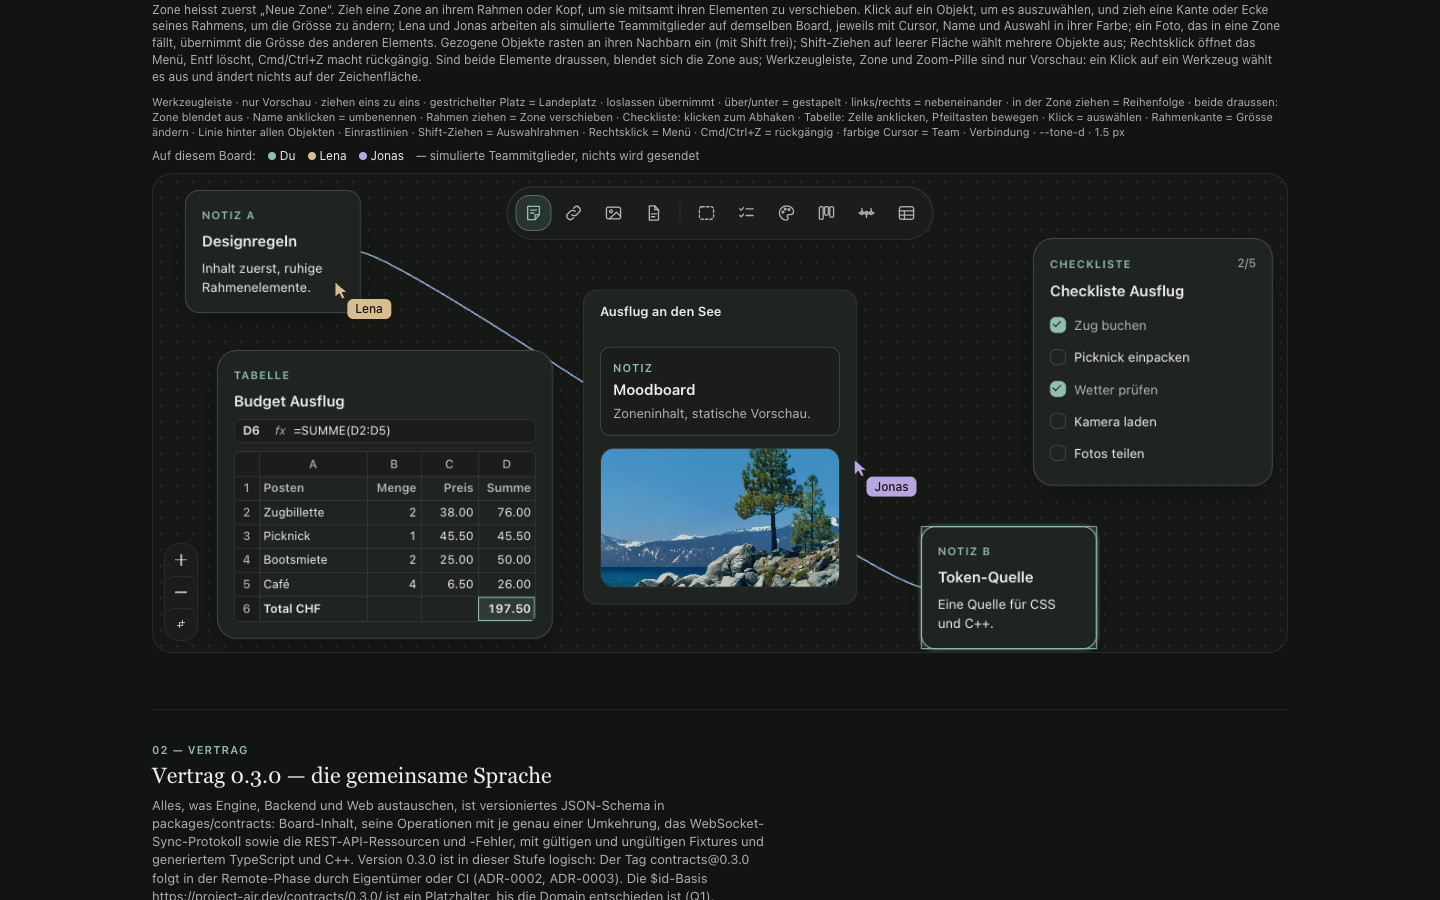 Zone heisst zuerst „Neue Zone“. Zieh eine Zone an ihrem Rahmen oder Kopf, um sie mitsamt ihren Elementen zu verschieben. Klick auf ein Objekt, um es auszuwählen, und zieh eine Kante oder Ecke
seines Rahmens, um die Grösse zu ändern; Lena und Jonas arbeiten als simulierte Teammitglieder auf demselben Board, jeweils mit Cursor, Name und Auswahl in ihrer Farbe; ein Foto, das in eine Zone
fällt, übernimmt die Grösse des anderen Elements. Gezogene Objekte rasten an ihren Nachbarn ein (mit Shift frei); Shift-Ziehen auf leerer Fläche wählt mehrere Objekte aus; Rechtsklick öffnet das
Menü, Entf löscht, Cmd/Ctrl+Z macht rückgängig. Sind beide Elemente draussen, blendet sich die Zone aus; Werkzeugleiste, Zone und Zoom-Pille sind nur Vorschau: ein Klick auf ein Werkzeug wählt
es aus und ändert nichts auf der Zeichenfläche.
Werkzeugleiste · nur Vorschau · ziehen eins zu eins · gestrichelter Platz = Landeplatz · loslassen übernimmt · über/unter = gestapelt · links/rechts = nebeneinander · in der Zone ziehen = Reihenfolge · beide draussen:
Zone blendet aus · Name anklicken = umbenennen · Rahmen ziehen = Zone verschieben · Checkliste: klicken zum Abhaken · Tabelle: Zelle anklicken, Pfeiltasten bewegen · Klick = auswählen · Rahmenkante = Grösse
ändern · Linie hinter allen Objekten · Einrastlinien · Shift-Ziehen = Auswahlrahmen · Rechtsklick = Menü · Cmd/Ctrl+Z = rückgängig · farbige Cursor = Team · Verbindung · --tone-d · 1.5 px
Auf diesem Board: Du Lena Jonas — simulierte Teammitglieder, nichts wird gesendet
NOTIZ A
Designregeln
Inhalt zuerst, ruhige
Rahmenelemente.
Lena
TABELLE
Budget Ausflug
D6 fx =SUMME(D2:D5)
A B C D
1 Posten Menge Preis Summe
2 Zugbillette 2 38.00 76.00
3 Picknick 1 45.50 45.50
4 Bootsmiete 2 25.00 50.00
5 Café 4 6.50 26.00
6 Total CHF 197.50
Ausflug an den See
NOTIZ
Moodboard
Zoneninhalt, statische Vorschau.
Jonas
CHECKLISTE 2/5
Checkliste Ausflug
Zug buchen
Picknick einpacken
Wetter prüfen
Kamera laden
Fotos teilen
NOTIZ B
Token-Quelle
Eine Quelle für CSS
und C++.
02 — VERTRAG
Vertrag 0.3.0 — die gemeinsame Sprache
Alles, was Engine, Backend und Web austauschen, ist versioniertes JSON-Schema in
packages/contracts: Board-Inhalt, seine Operationen mit je genau einer Umkehrung, das WebSocket-
Sync-Protokoll sowie die REST-API-Ressourcen und -Fehler, mit gültigen und ungültigen Fixtures und
generiertem TypeScript und C++. Version 0.3.0 ist in dieser Stufe logisch: Der Tag contracts@0.3.0
folgt in der Remote-Phase durch Eigentümer oder CI (ADR-0002, ADR-0003). Die $id-Basis
https://project-air.dev/contracts/0.3.0/ ist ein Platzhalter, bis die Domain entschieden ist (Q1).